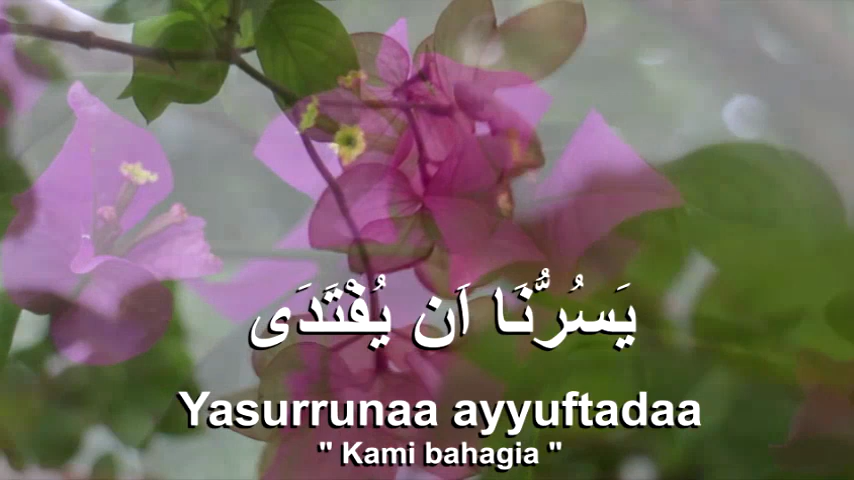 يَسُرُّنَا اَن يُفْتَدَى
Yasurrunaa ayyuftadaa
" Kami bahagia "